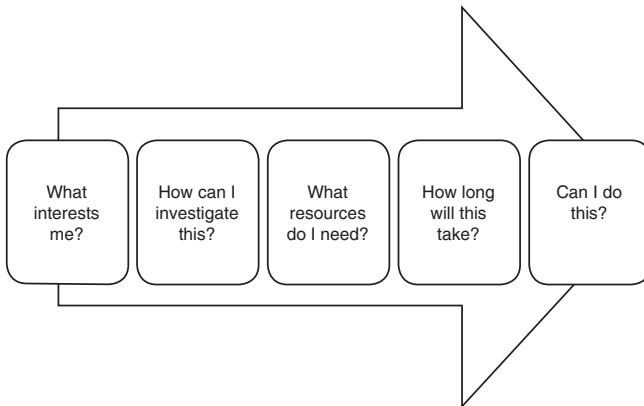 What
interests
me?
How can I
investigate
this?
What
resources
do I need?
How long
will this
take?
Can I do
this?